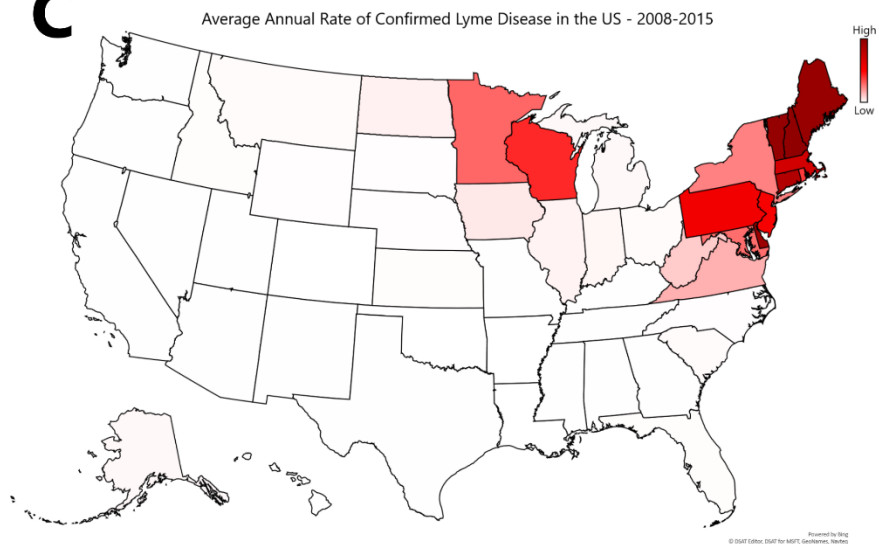 C
Average Annual Rate of Confirmed Lyme Disease in the US - 2008-2015
High
Low
Powered by Bing
© DSAT Editor, DSAT for MSFT, GeoNames, Navteq